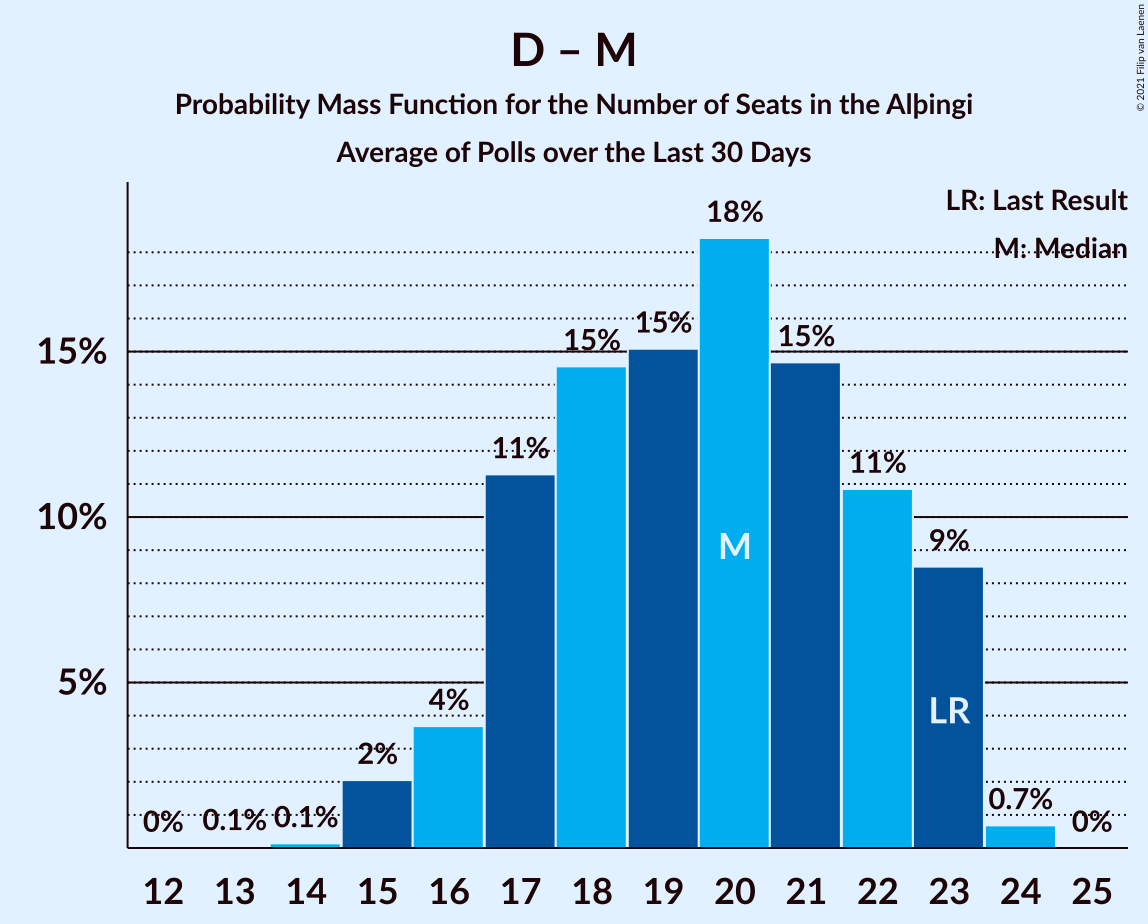 D – M
Probability Mass Function for the Number of Seats in the Alþingi
Average of Polls over the Last 30 Days
© 2021 Filip van Laenen
LR: Last Result
M: Median
15%
10%
5%
0%
0.1%
0.1%
2%
4%
11%
15%
15%
18%
15%
11%
9%
0.7%
0%
M
LR
12 13 14 15 16 17 18 19 20 21 22 23 24 25